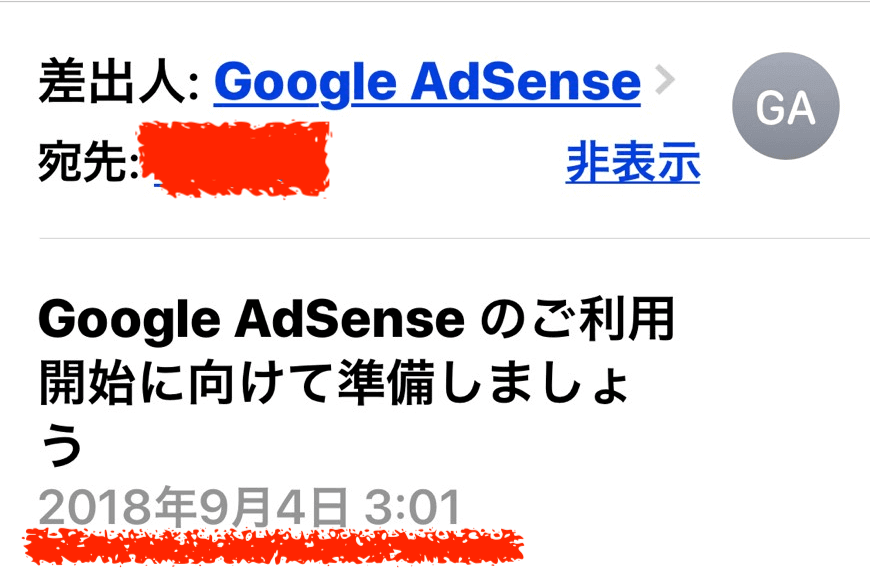 差出人: Google AdSense
宛先: 非表示
GA
Google AdSense のご利用
開始に向けて準備しましょ
う
2018年9月4日 3:01